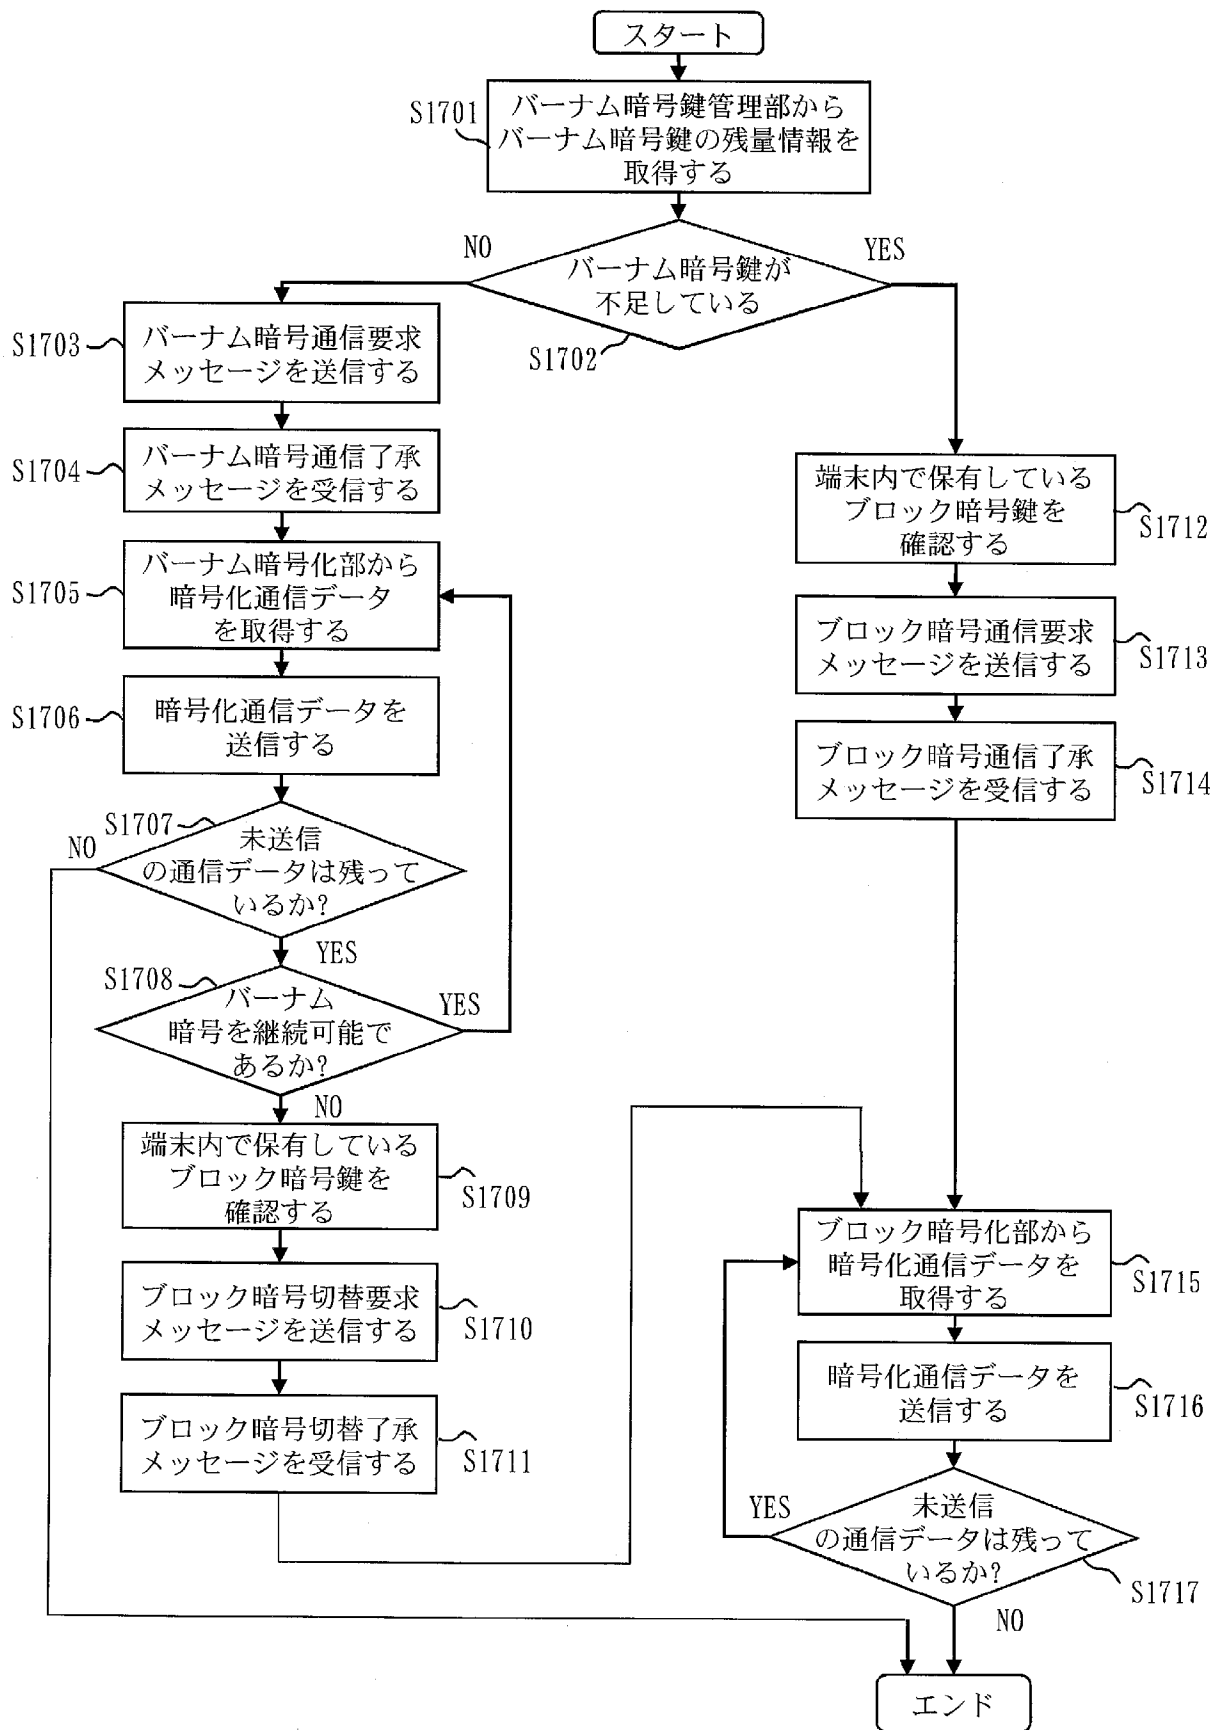 スタート
S1701
バーナム暗号鍵管理部から
バーナム暗号鍵の残量情報を
取得する
NO
YES
バーナム暗号鍵が
不足している
S1702
S1703
バーナム暗号通信要求
メッセージを送信する
S1704
バーナム暗号通信了承
メッセージを受信する
S1705
バーナム暗号化部から
暗号化通信データ
を取得する
S1706
暗号化通信データを
送信する
S1707
NO
未送信
の通信データは残って
いるか?
YES
S1708
YES
バーナム
暗号を継続可能で
あるか?
NO
端末内で保有している
ブロック暗号鍵を
確認する
S1709
ブロック暗号切替要求
メッセージを送信する
S1710
ブロック暗号切替了承
メッセージを受信する
S1711
端末内で保有している
ブロック暗号鍵を
確認する
S1712
ブロック暗号通信要求
メッセージを送信する
S1713
ブロック暗号通信了承
メッセージを受信する
S1714
ブロック暗号化部から
暗号化通信データを
取得する
S1715
暗号化通信データを
送信する
S1716
YES
未送信
の通信データは残って
いるか?
S1717
NO
エンド